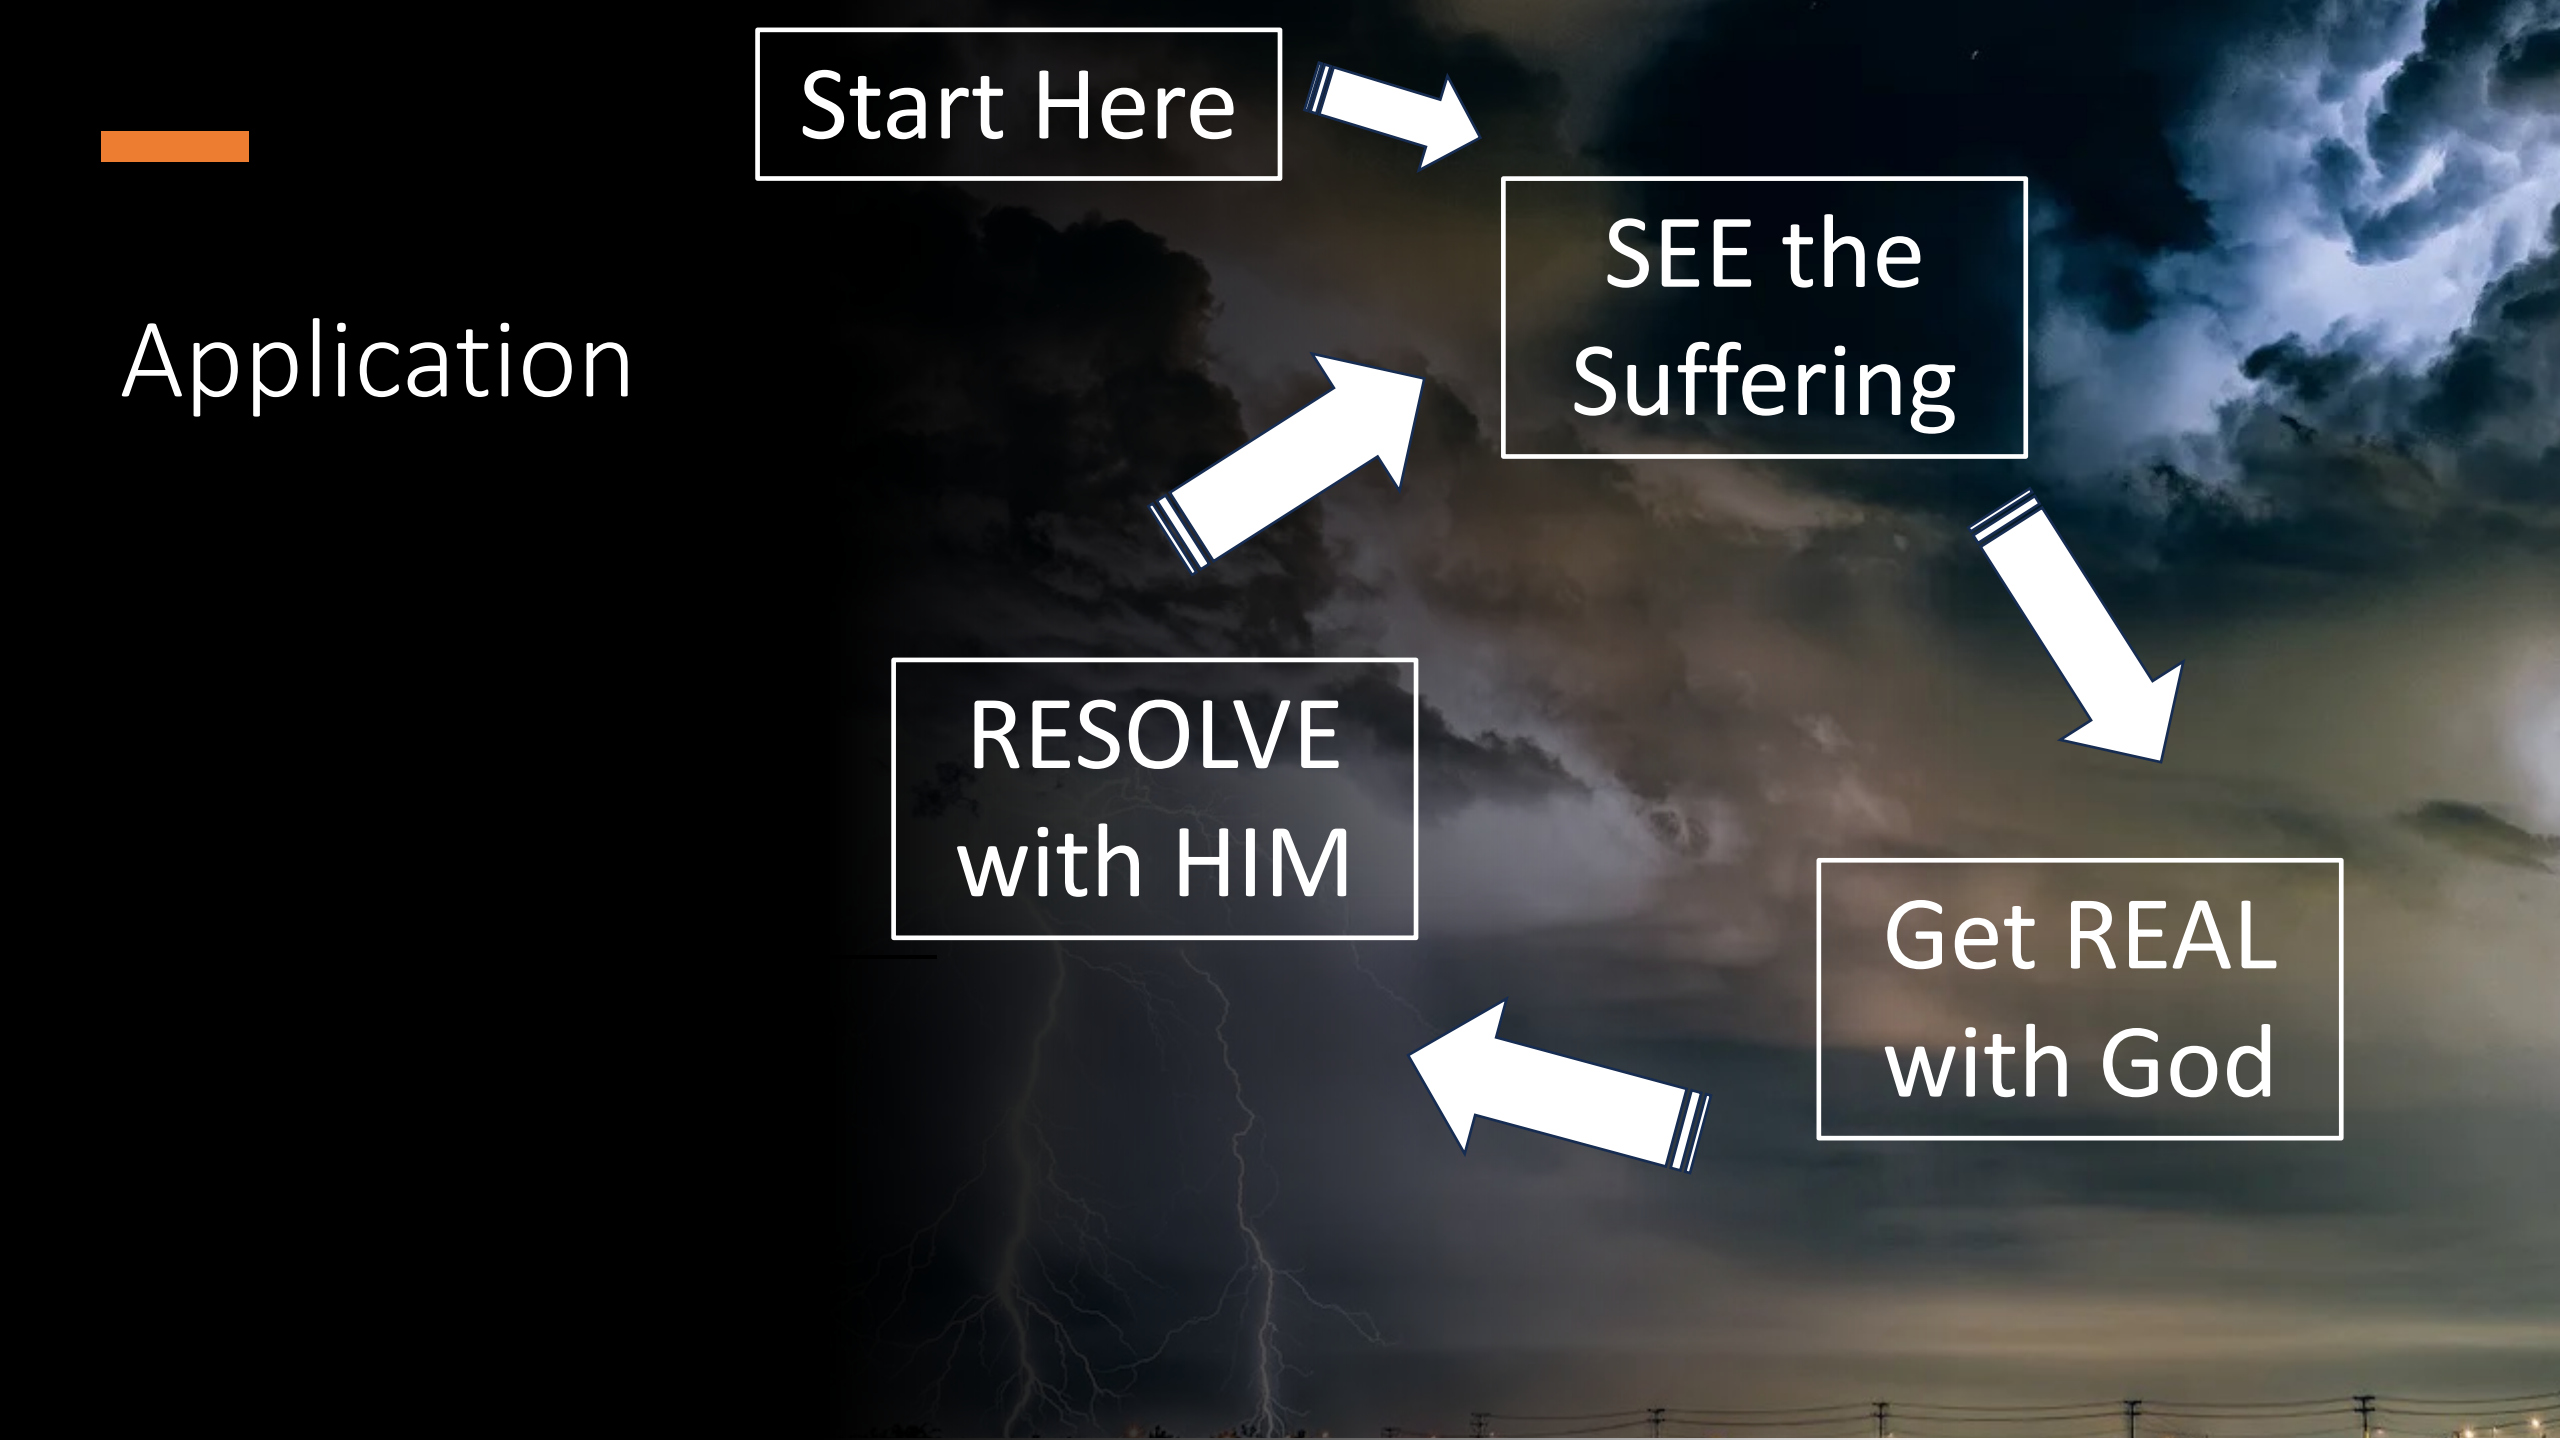 Application
Start Here
SEE the
Suffering
Get REAL
with God
RESOLVE
with HIM